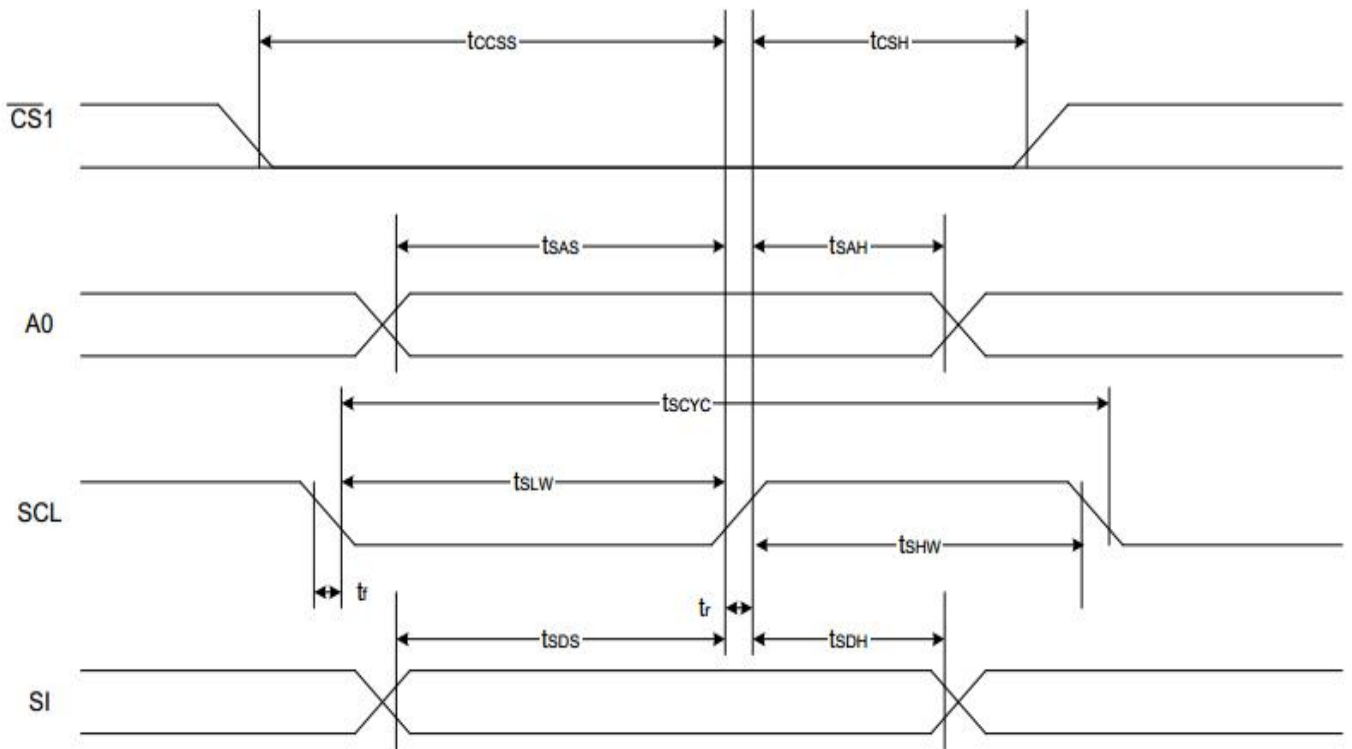 tCCSS tCSH
CS1
tSAS tSAH
A0
tSCYC
tSLW
SCL
tSHW
tf
tr
tSDS tSDH
SI